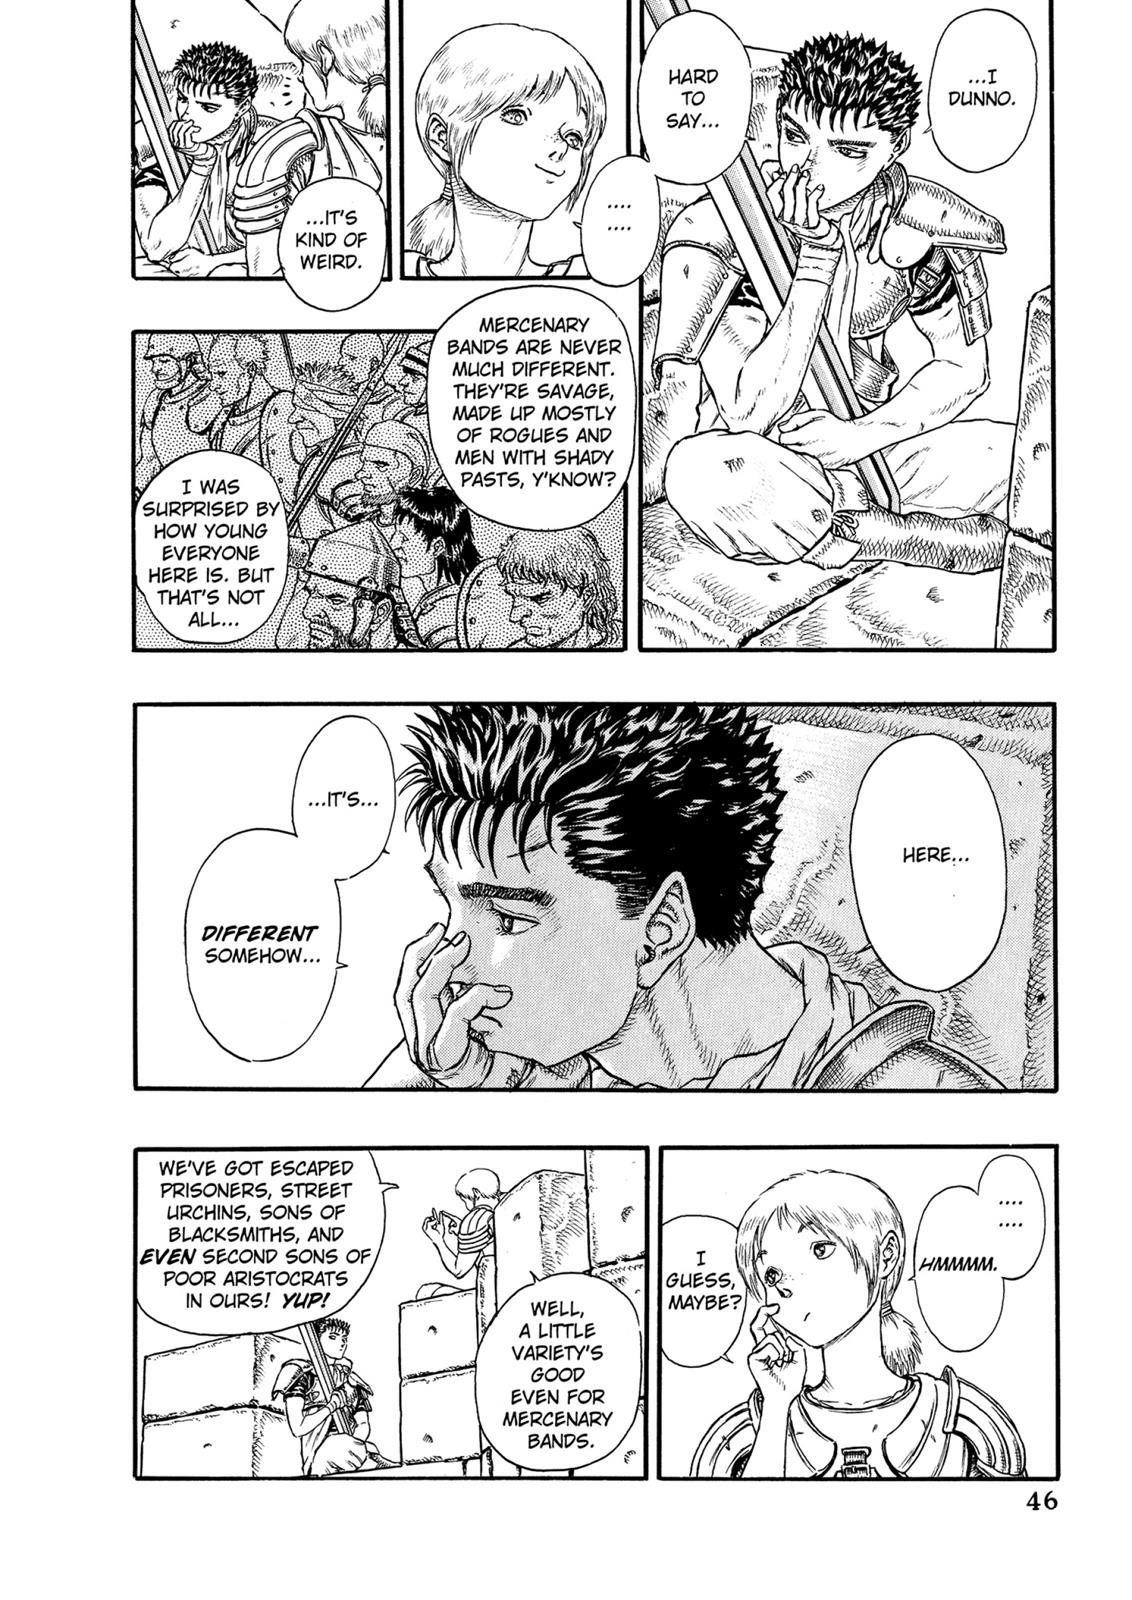 ...I
DUNNO.
HARD
TO
SAY...
....
....
...IT'S
KIND OF
WEIRD.
MERCENARY
BANDS ARE NEVER
MUCH DIFFERENT.
THEY'RE SAVAGE,
MADE UP MOSTLY
OF ROGUES AND
MEN WITH SHADY
PASTS, Y'KNOW?
I WAS
SURPRISED BY
HOW YOUNG
EVERYONE
HERE IS. BUT
THAT'S NOT
ALL...
HERE...
...IT'S...
DIFFERENT
SOMEHOW...
....
....
HMMMM.
I
GUESS,
MAYBE?
WELL,
A LITTLE
VARIETY'S
GOOD
EVEN FOR
MERCENARY
BANDS.
WE'VE GOT ESCAPED
PRISONERS, STREET
URCHINS, SONS OF
BLACKSMITHS, AND
EVEN SECOND SONS OF
POOR ARISTOCRATS
IN OURS! YUP!
46